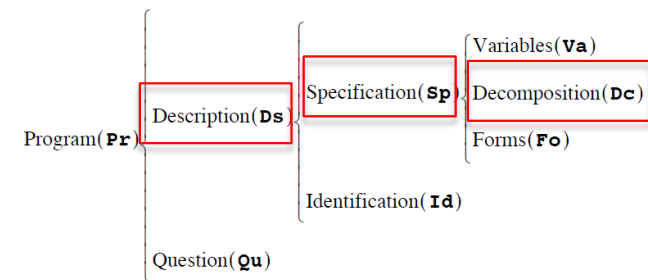 Variables(Va)
Specification(Sp)
Decomposition(Dc)
Description(Ds)
Program(Pr)
Forms(Fo)
Identification(Id)
Question(Qu)